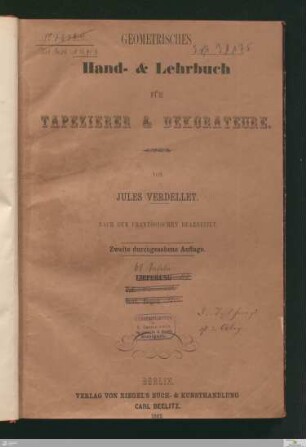 GEOMETRISCHES
Hand- & Lehrbuch
FÜR
TAPEZIERER & DEKORATEURE.
VON
JULES VERDELLET.
NACH DEM FRANZÖSISCHEN BEARBEITET.
Zweite durchgesehene Auflage.
LIEFERUNG
BERLIN.
VERLAG VON RIEGEL'S BUCH- & KUNSTHANDLUNG
CARL BEELITZ.